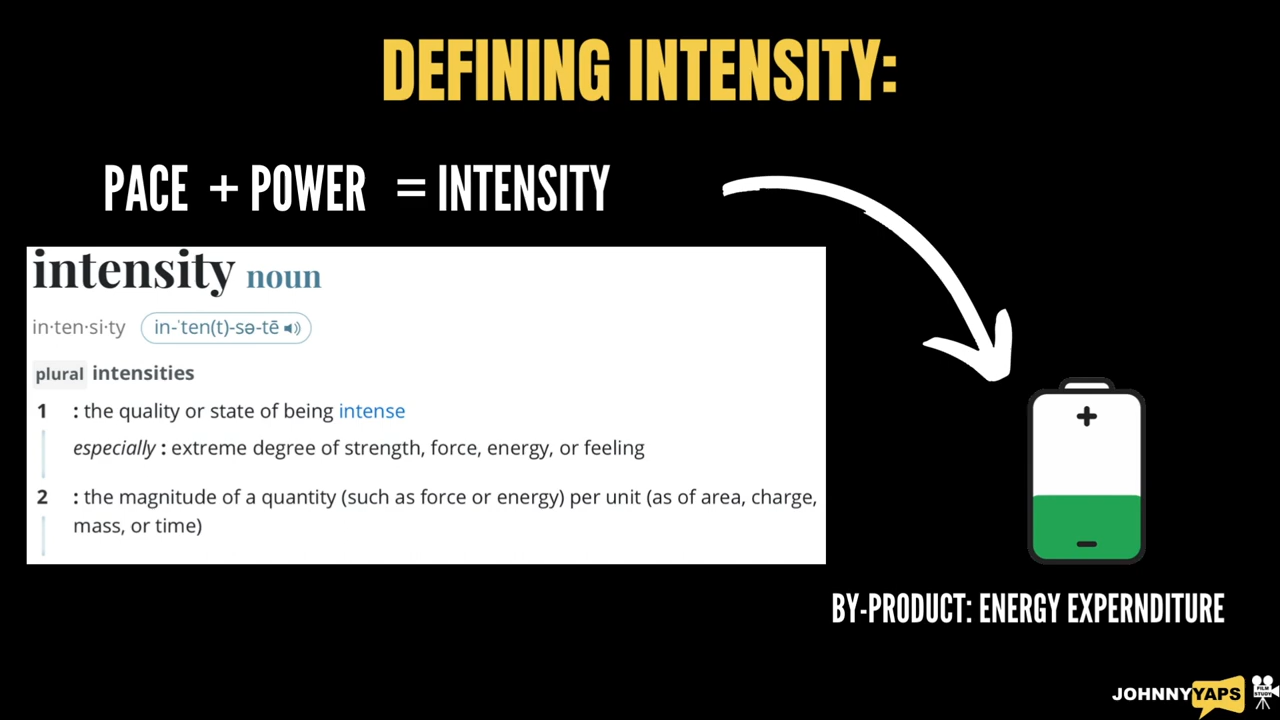 DEFINING INTENSITY:
PACE + POWER = INTENSITY
intensity noun
in·ten·si·ty in-ˈten(t)-sə-tē
plural intensities
1 : the quality or state of being intense
especially : extreme degree of strength, force, energy, or feeling
2 : the magnitude of a quantity (such as force or energy) per unit (as of area, charge,
mass, or time)
+
-
BY-PRODUCT: ENERGY EXPERNDITURE
JOHNNYYAPS
FILM
STUDY